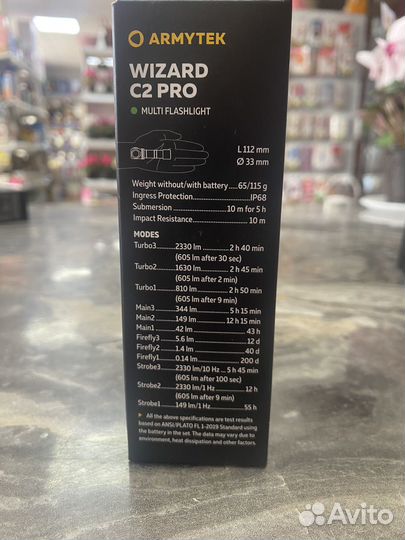 ARMYTEK
WIZARD
C2 PRO
MULTI FLASHLIGHT
L 112 mm
Ø 33 mm
Weight without/with battery.....65/115 g
Ingress Protection....................IP68
Submersion....................10 m for 5 h
Impact Resistance....................10 m
MODES
Turbo3..........2330 lm..........2 h 40 min
(605 lm after 30 sec)
Turbo2..........1630 lm..........2 h 45 min
(605 lm after 2 min)
Turbo1..........810 lm..........2 h 50 min
(605 lm after 9 min)
Main3..........344 lm..........5 h 15 min
Main2..........149 lm..........12 h 15 min
Main1..........42 lm..........43 h
Firefly3..........5.6 lm..........12 d
Firefly2..........1.4 lm..........40 d
Firefly1..........0.14 lm..........200 d
Strobe3..........2330 lm/10 Hz...5 h 45 min
(605 lm after 100 sec)
Strobe2..........2330 lm/1 Hz..........12 h
(605 lm after 9 min)
Strobe1..........149 lm/1 Hz..........55 h
All the above specifications are test results
based on ANSI/PLATO FL 1-2019 Standard using
the battery in the set. The data may vary due to
environment, heat dissipation and other factors.
Avito